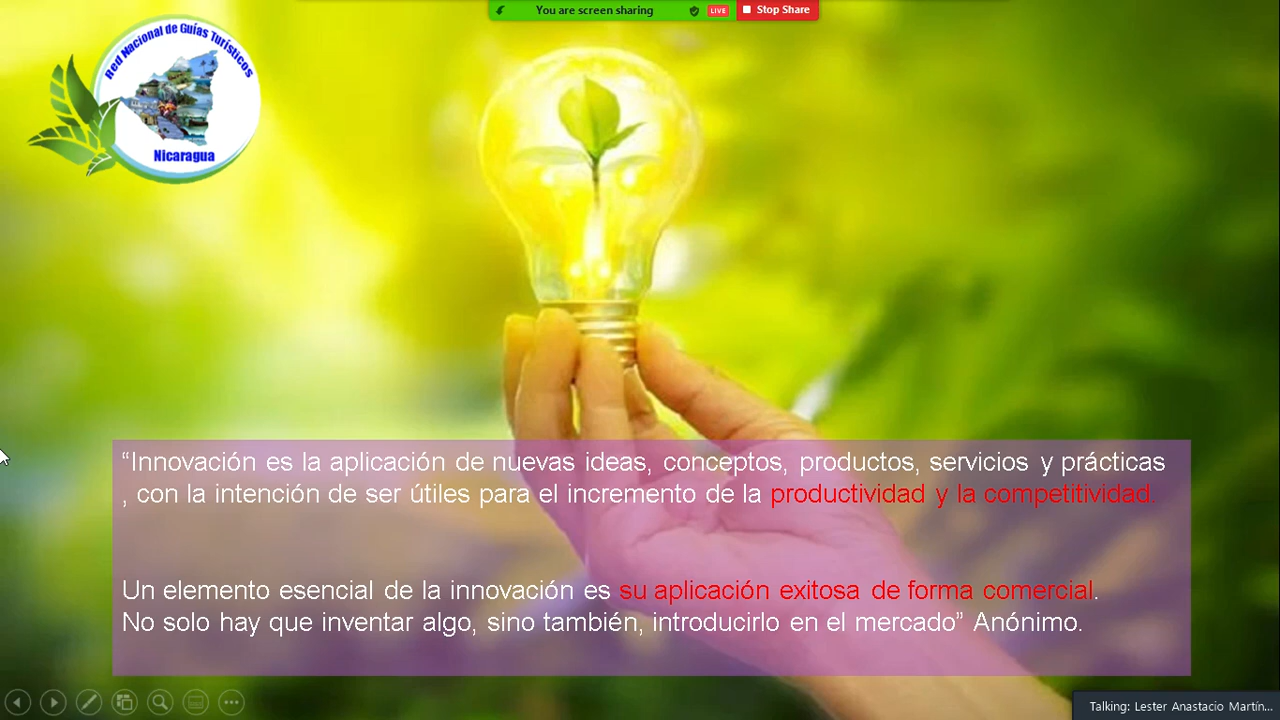 You are screen sharing
LIVE
Stop Share
Red Nacional de Guías Turísticos
Nicaragua
“Innovación es la aplicación de nuevas ideas, conceptos, productos, servicios y prácticas
, con la intención de ser útiles para el incremento de la productividad y la competitividad.
Un elemento esencial de la innovación es su aplicación exitosa de forma comercial.
No solo hay que inventar algo, sino también, introducirlo en el mercado” Anónimo.
Talking: Lester Anastacio Martín...